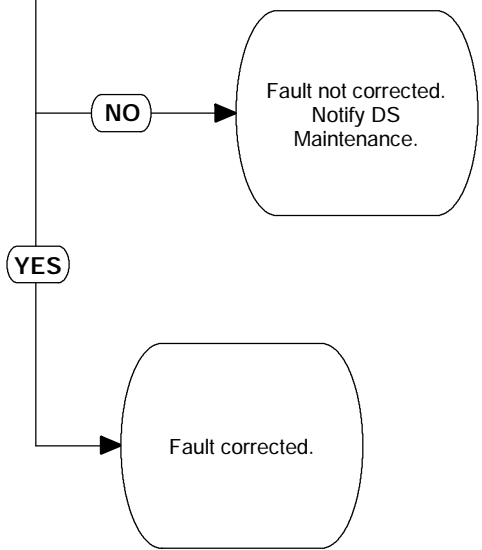 NO
Fault not corrected.
Notify DS
Maintenance.
YES
Fault corrected.